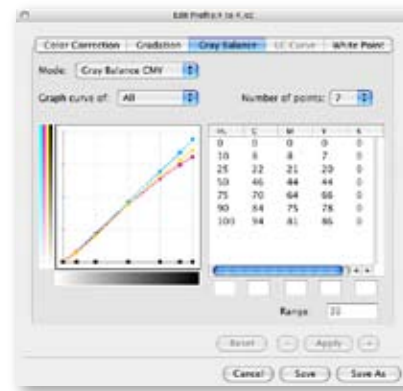 Edit Profile:
Color Correction Gradation Gray Balance UC Curve White Point
Mode: Gray Balance CMY
Graph curve of: All Number of points: 7
% C M Y K
0 0 0 0 0
10 8 7 0
25 22 21 20 0
50 46 44 44 0
75 70 64 66 0
90 84 75 78 0
100 94 81 86 0
Range:
Reset Apply
Cancel Save Save As